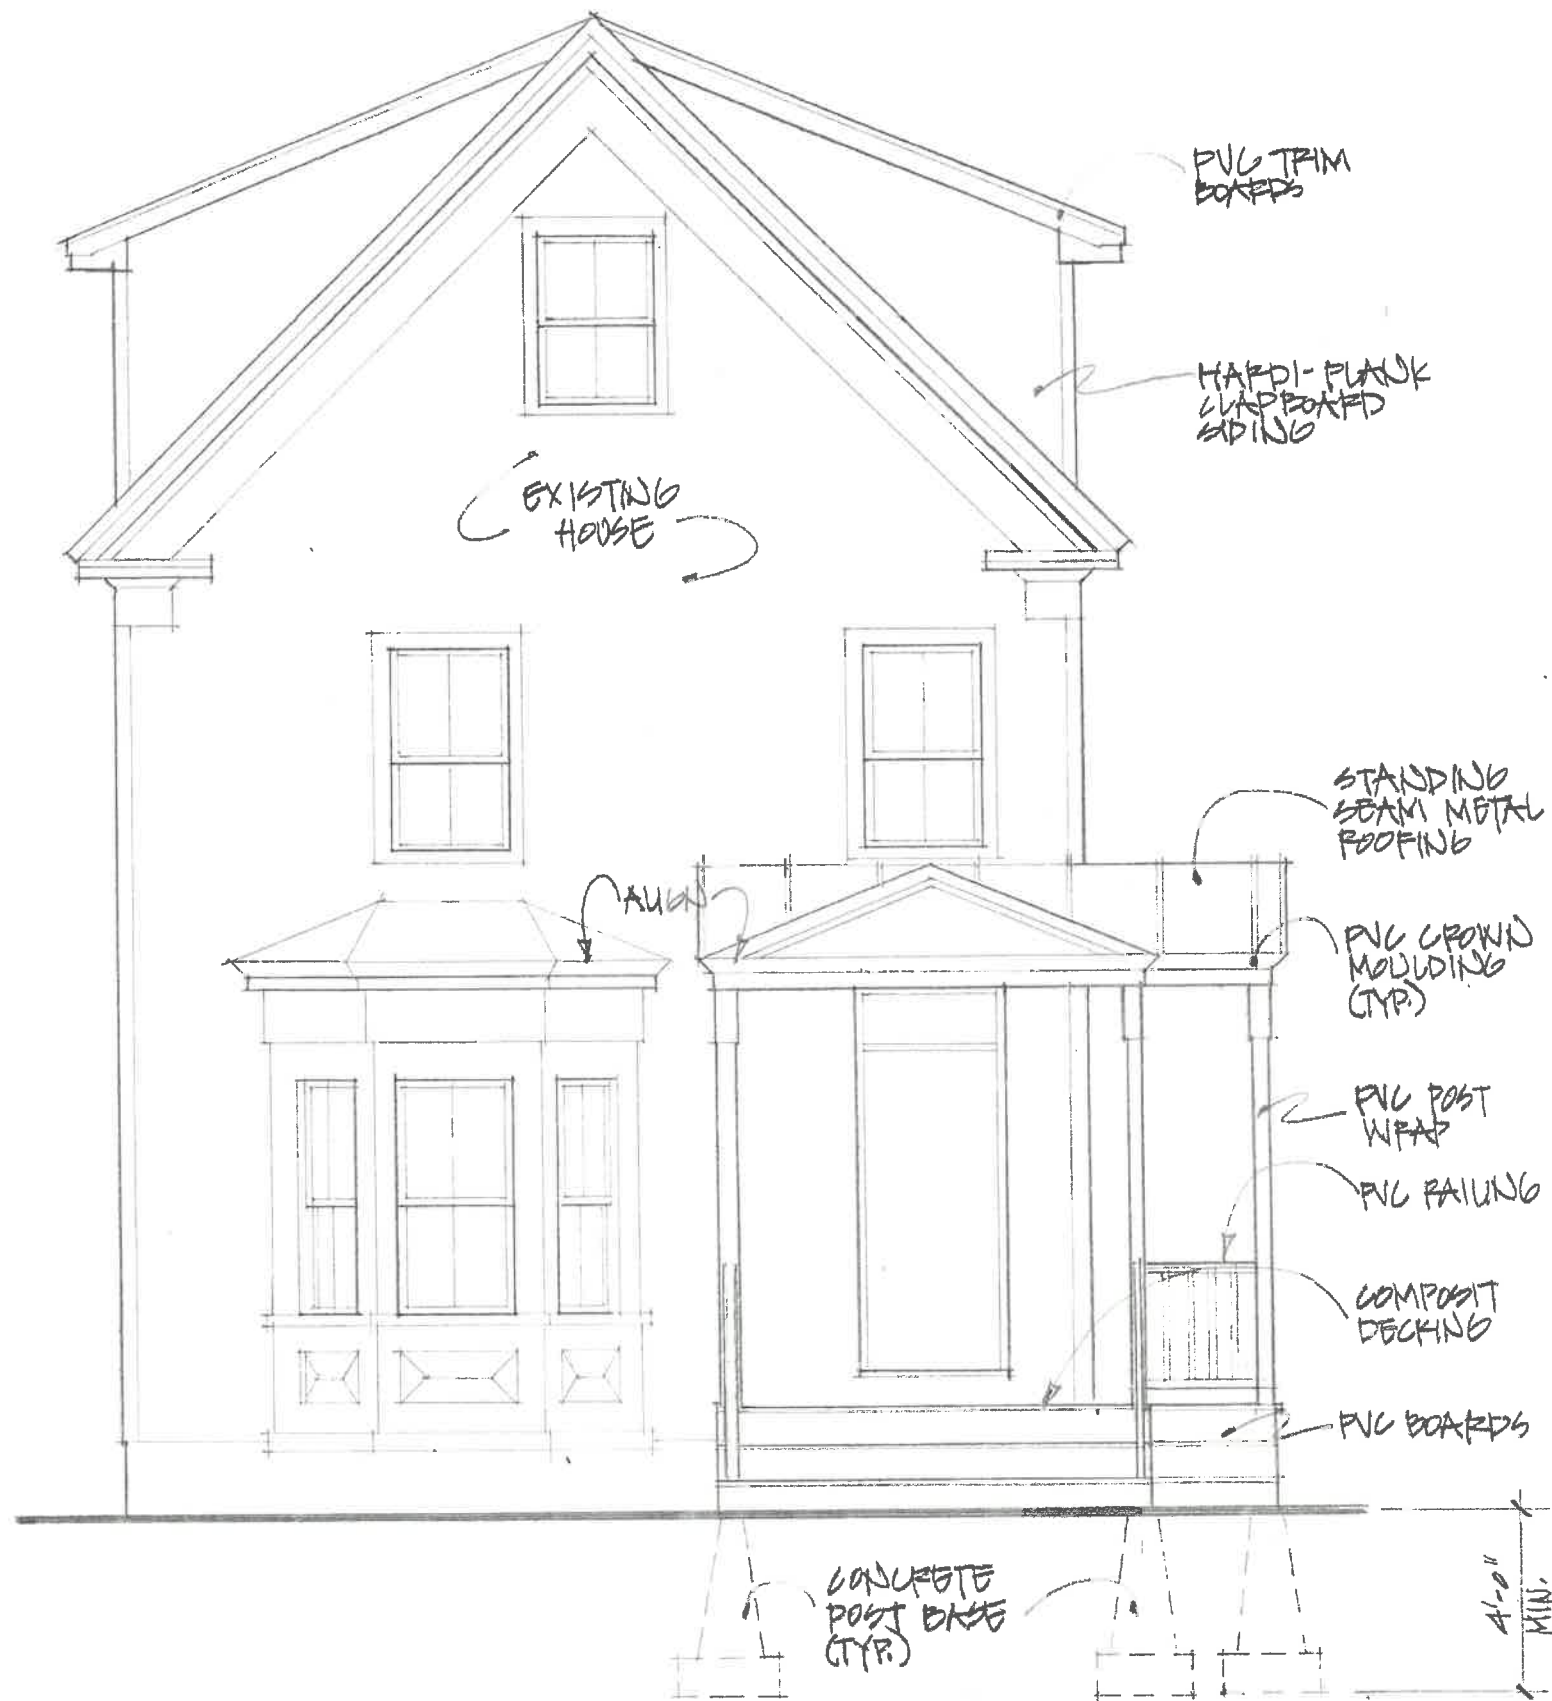 PVC TRIM
BOARDS
HARDI-PLANK
CLAPBOARD
SIDING
EXISTING
HOUSE
STANDING
SEAM METAL
ROOFING
ALIGN
PVC CROWN
MOULDING
(TYP.)
PVC POST
WRAP
PVC RAILING
COMPOSIT
DECKING
PVC BOARDS
CONCRETE
POST BASE
(TYP.)
4'-0"
MIN.